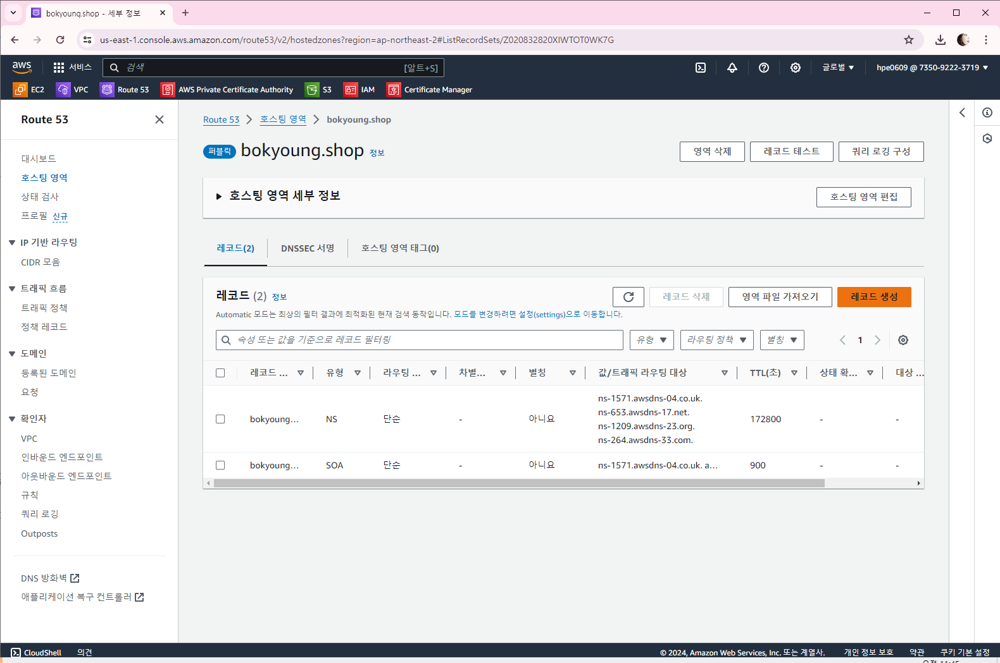 bokyoung.shop - 세부 정보
us-east-1.console.aws.amazon.com/route53/v2/hostedzones?region=ap-northeast-2#ListRecordSets/Z020832820XIWTOT0WK7G
aws
서비스
검색
[알트+S]
글로벌
hpe0609 @ 7350-9222-3719
EC2
VPC
Route 53
AWS Private Certificate Authority
S3
IAM
Certificate Manager
Route 53
대시보드
호스팅 영역
상태 검사
프로필 신규
IP 기반 라우팅
CIDR 모음
트래픽 흐름
트래픽 정책
정책 레코드
도메인
등록된 도메인
요청
확인자
VPC
인바운드 엔드포인트
아웃바운드 엔드포인트
규칙
쿼리 로깅
Outposts
DNS 방화벽
애플리케이션 복구 컨트롤러
Route 53 호스팅 영역 bokyoung.shop
퍼블릭 bokyoung.shop 정보
영역 삭제
레코드 테스트
쿼리 로깅 구성
호스팅 영역 세부 정보
호스팅 영역 편집
레코드(2)
DNSSEC 서명
호스팅 영역 태그(0)
레코드 (2) 정보
레코드 삭제
영역 파일 가져오기
레코드 생성
Automatic 모드는 최상의 필터 결과에 최적화된 현재 검색 동작입니다. 모드를 변경하려면 설정(settings)으로 이동합니다.
속성 또는 값을 기준으로 레코드 필터링
유형
라우팅 정책
별칭
1
레코드 ... 유형 라우팅 ... 차별... 별칭 값/트래픽 라우팅 대상 TTL(초) 상태 확... 대상 ...
bokyoung... NS 단순 - 아니요
ns-1571.awsdns-04.co.uk.
ns-653.awsdns-17.net.
ns-1209.awsdns-23.org.
ns-264.awsdns-33.com.
172800 - -
bokyoung... SOA 단순 - 아니요 ns-1571.awsdns-04.co.uk. a... 900 - -
CloudShell
의견
© 2024, Amazon Web Services, Inc. 또는 계열사.
개인 정보 보호
약관
쿠키 기본 설정